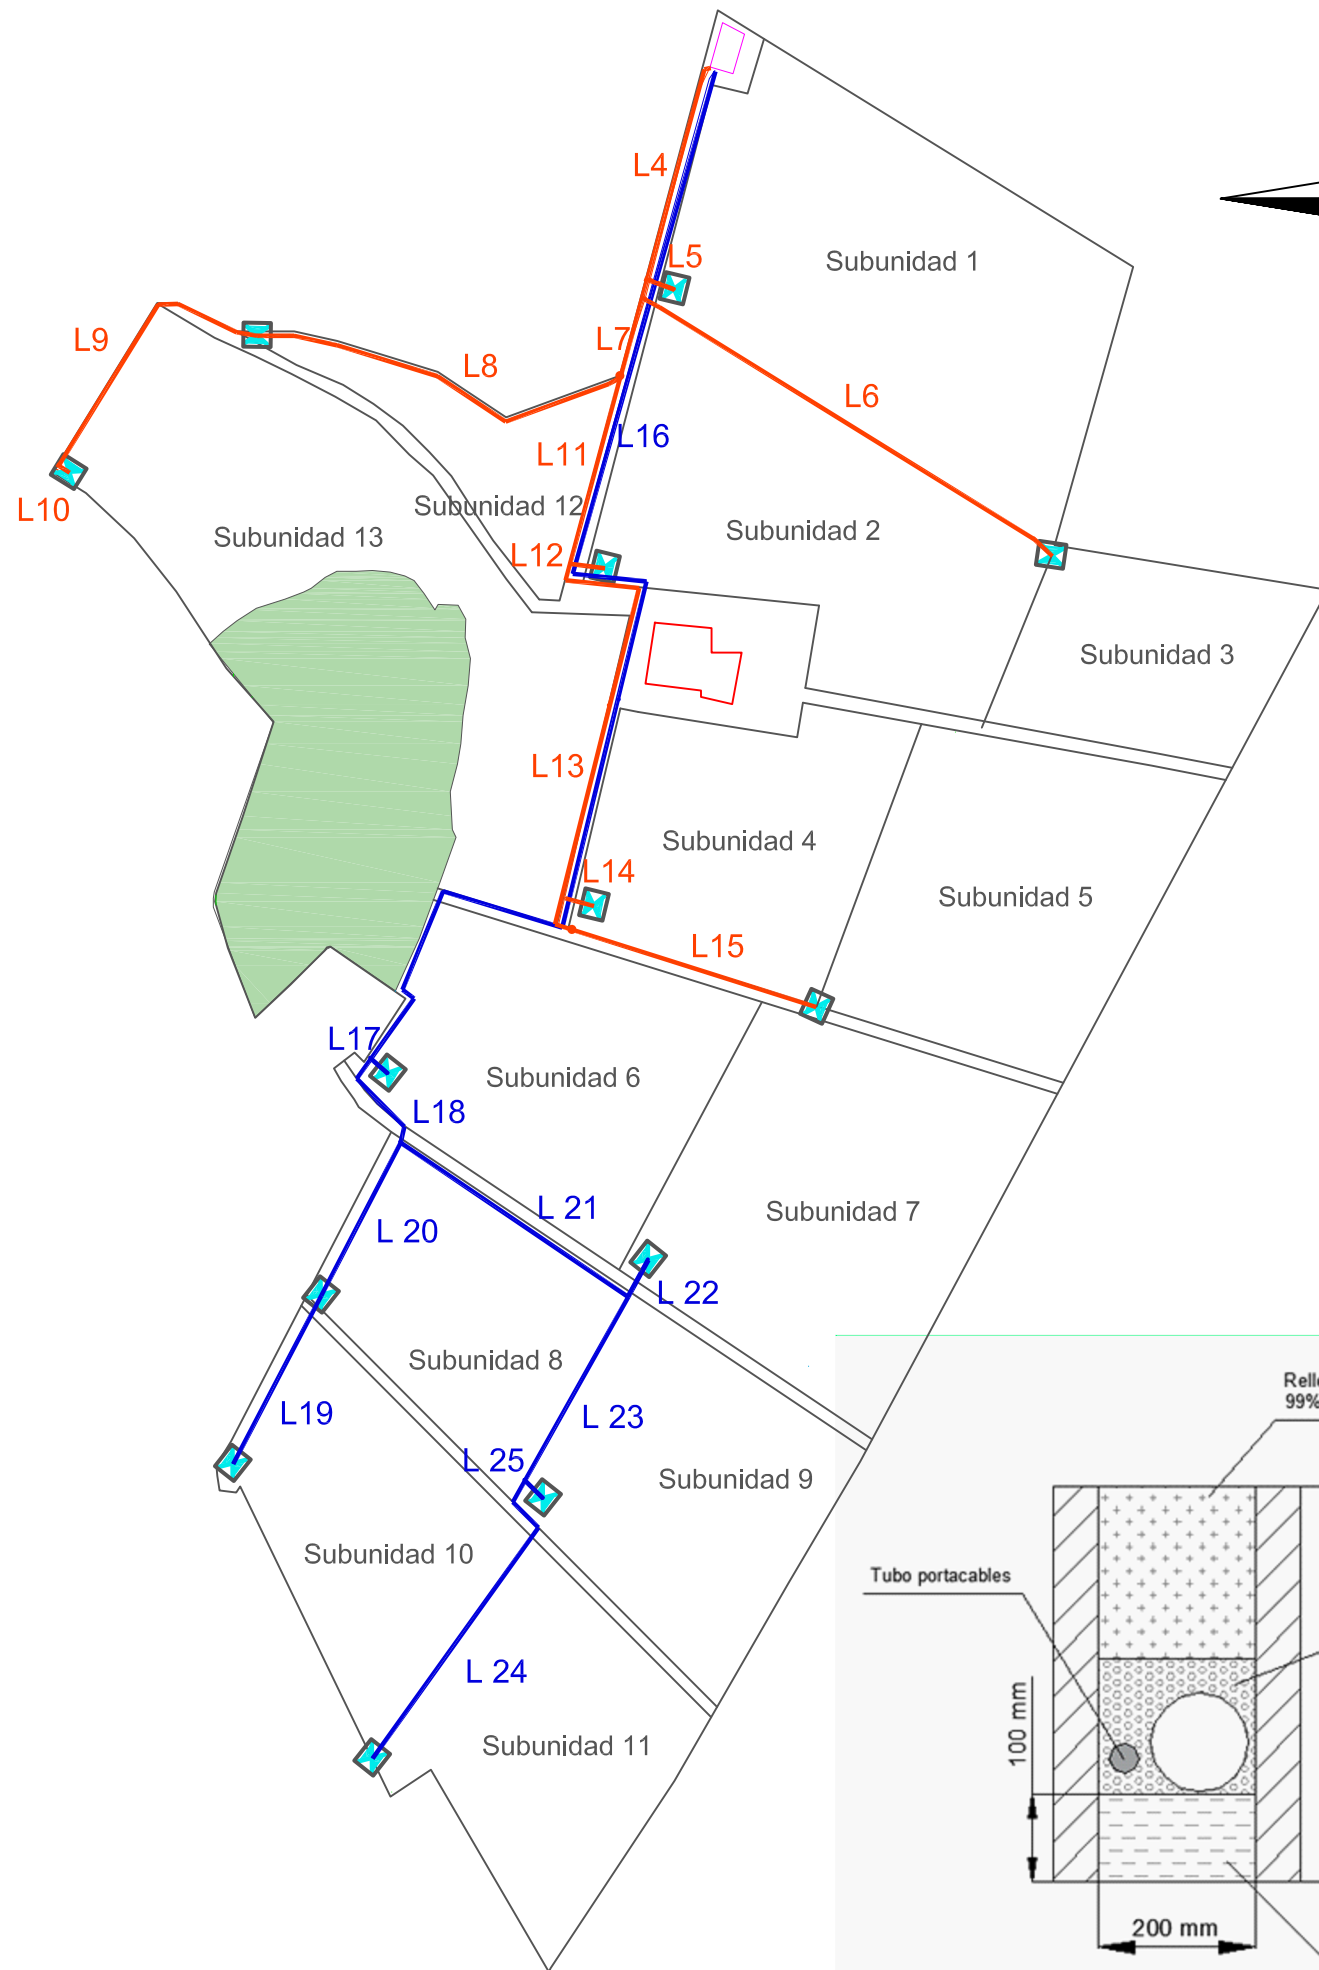 L4
L5
Subunidad 1
L9
L7
L8
L6
L16
L11
L10
Subunidad 12
Subunidad 13
L12
Subunidad 2
Subunidad 3
L13
Subunidad 4
L14
Subunidad 5
L15
L17
Subunidad 6
L18
L 21
Subunidad 7
L 20
L 22
Subunidad 8
L19
L 23
L 25
Subunidad 9
Subunidad 10
L 24
Subunidad 11
Relle
99%
Tubo portacables
100 mm
200 mm